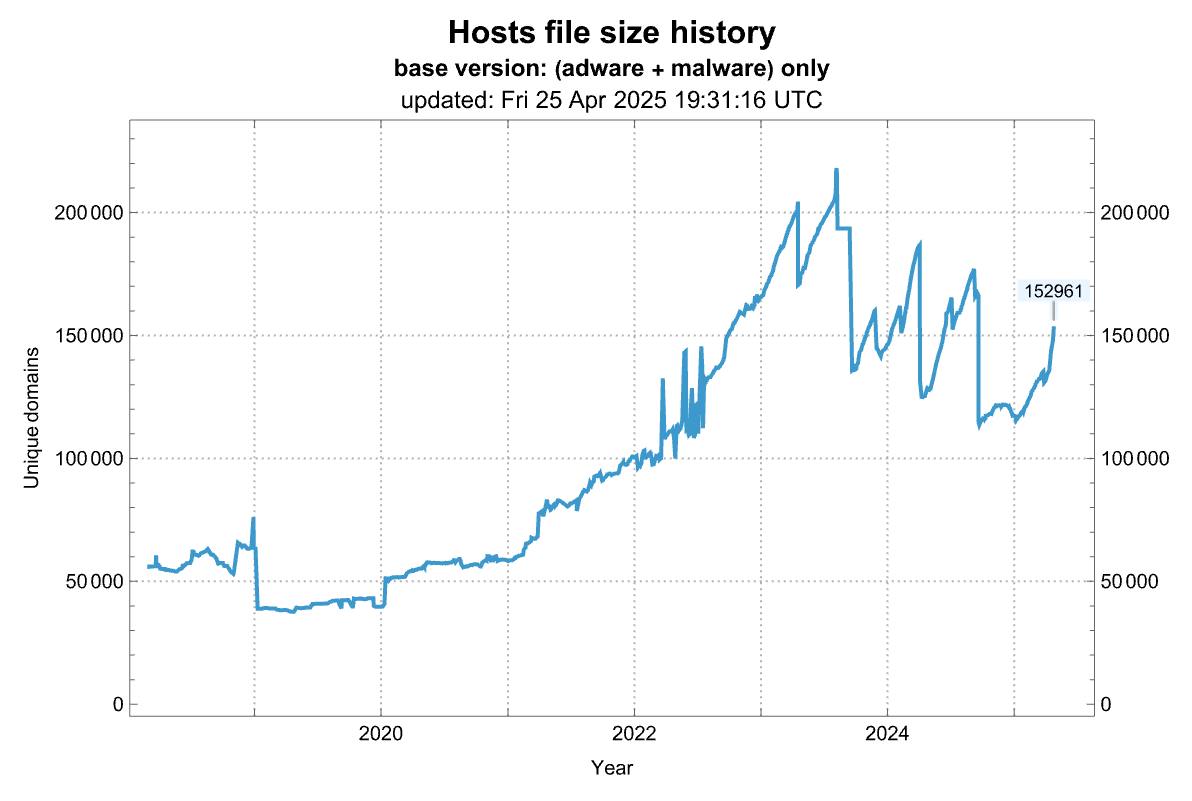 Hosts file size history
base version: (adware + malware) only
updated: Fri 25 Apr 2025 19:31:16 UTC
200 000
200 000
152961
150 000
150 000
Unique domains
100 000
100 000
50 000
50 000
0
0
2020
2022
2024
Year